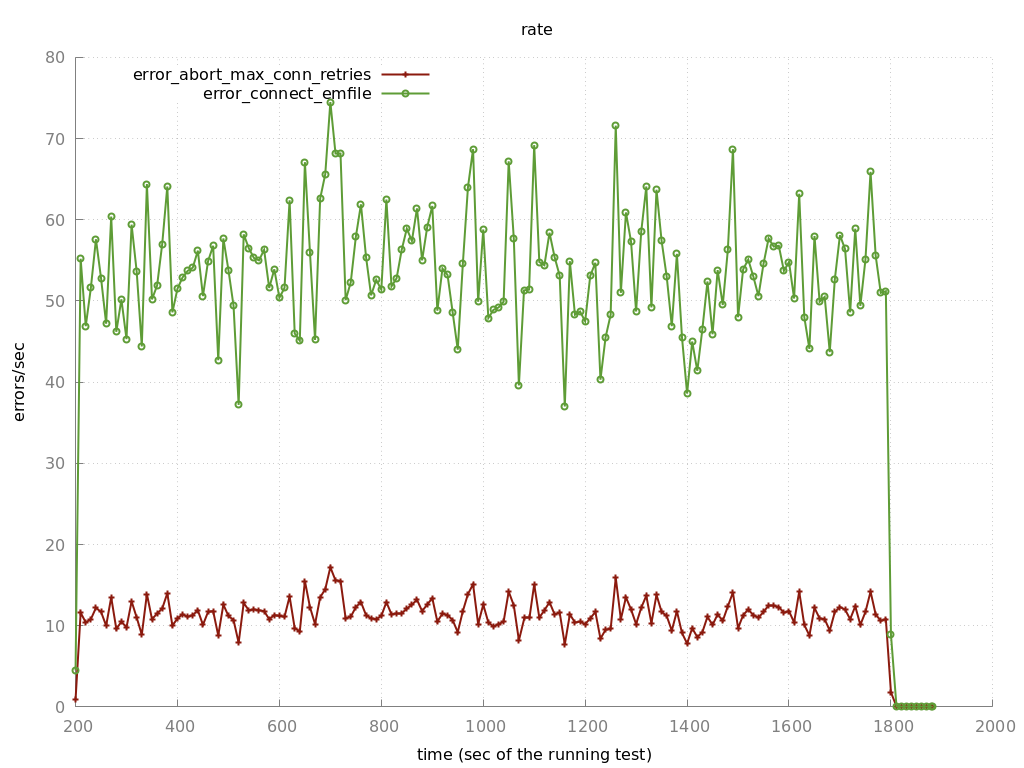 rate
80
error_abort_max_conn_retries
error_connect_emfile
70
60
50
errors/sec
40
30
20
10
0
200 400 600 800 1000 1200 1400 1600 1800 2000
time (sec of the running test)